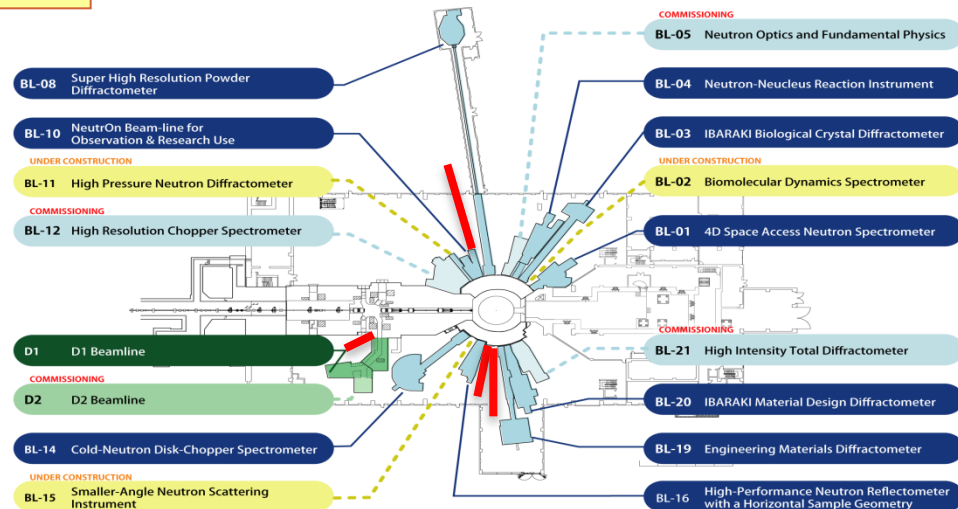 BL-08 Super High Resolution Powder
Diffractometer
BL-10 NeutrOn Beam-line for
Observation & Research Use
UNDER CONSTRUCTION
BL-11 High Pressure Neutron Diffractometer
COMMISSIONING
BL-12 High Resolution Chopper Spectrometer
D1 D1 Beamline
COMMISSIONING
D2 D2 Beamline
BL-14 Cold-Neutron Disk-Chopper Spectrometer
UNDER CONSTRUCTION
BL-15 Smaller-Angle Neutron Scattering
Instrument
COMMISSIONING
BL-05 Neutron Optics and Fundamental Physics
BL-04 Neutron-Neucleus Reaction Instrument
BL-03 IBARAKI Biological Crystal Diffractometer
UNDER CONSTRUCTION
BL-02 Biomolecular Dynamics Spectrometer
BL-01 4D Space Access Neutron Spectrometer
COMMISSIONING
BL-21 High Intensity Total Diffractometer
BL-20 IBARAKI Material Design Diffractometer
BL-19 Engineering Materials Diffractometer
BL-16 High-Performance Neutron Reflectometer
with a Horizontal Sample Geometry